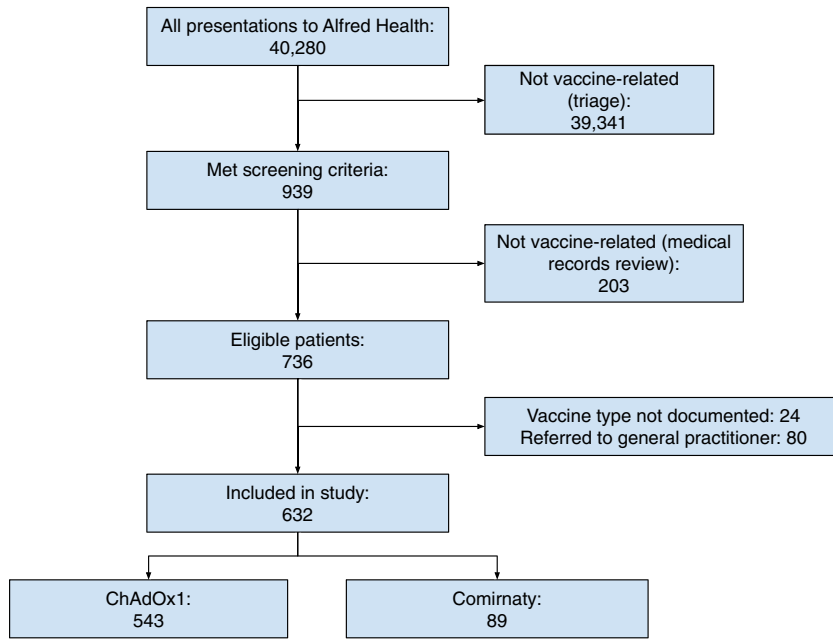 All presentations to Alfred Health:
40,280
Not vaccine-related
(triage):
39,341
Met screening criteria:
939
Not vaccine-related (medical
records review):
203
Eligible patients:
736
Vaccine type not documented: 24
Referred to general practitioner: 80
Included in study:
632
ChAdOx1:
543
Comirnaty:
89